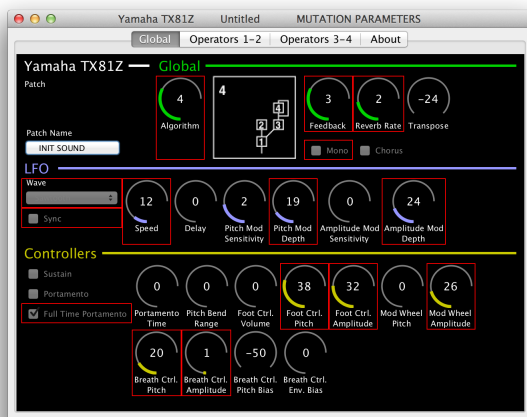 Yamaha TX81Z Untitled MUTATION PARAMETERS
Global Operators 1-2 Operators 3-4 About
Yamaha TX81Z Global
Patch
4
4
3
2
-24
4
2
3
1
Algorithm
Feedback
Reverb Rate
Transpose
Patch Name
INIT SOUND
Mono
Chorus
LFO
Wave
12
0
2
19
0
24
Sync
Speed
Delay
Pitch Mod
Sensitivity
Pitch Mod
Depth
Amplitude Mod
Sensitivity
Amplitude Mod
Depth
Controllers
Sustain
Portamento
Full Time Portamento
0
0
0
38
32
0
26
Portamento
Time
Pitch Bend
Range
Foot Ctrl.
Volume
Foot Ctrl.
Pitch
Foot Ctrl.
Amplitude
Mod Wheel
Pitch
Mod Wheel
Amplitude
20
1
-50
0
Breath Ctrl.
Pitch
Breath Ctrl.
Amplitude
Breath Ctrl.
Pitch Bias
Breath Ctrl.
Env. Bias